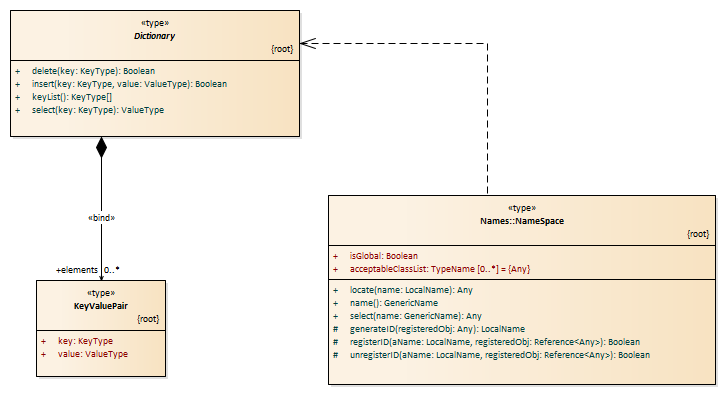 «type»
Dictionary
{root}
+ delete(key: KeyType): Boolean
+ insert(key: KeyType, value: ValueType): Boolean
+ keyList(): KeyType[]
+ select(key: KeyType): ValueType
«bind»
+elements 0..*
«type»
KeyValuePair
{root}
+ key: KeyType
+ value: ValueType
«type»
Names::NameSpace
{root}
+ isGlobal: Boolean
+ acceptableClassList: TypeName [0..*] = {Any}
+ locate(name: LocalName): Any
+ name(): GenericName
+ select(name: GenericName): Any
# generateID(registeredObj: Any): LocalName
# registerID(aName: LocalName, registeredObj: Reference<Any>): Boolean
# unregisterID(aName: LocalName, registeredObj: Reference<Any>): Boolean